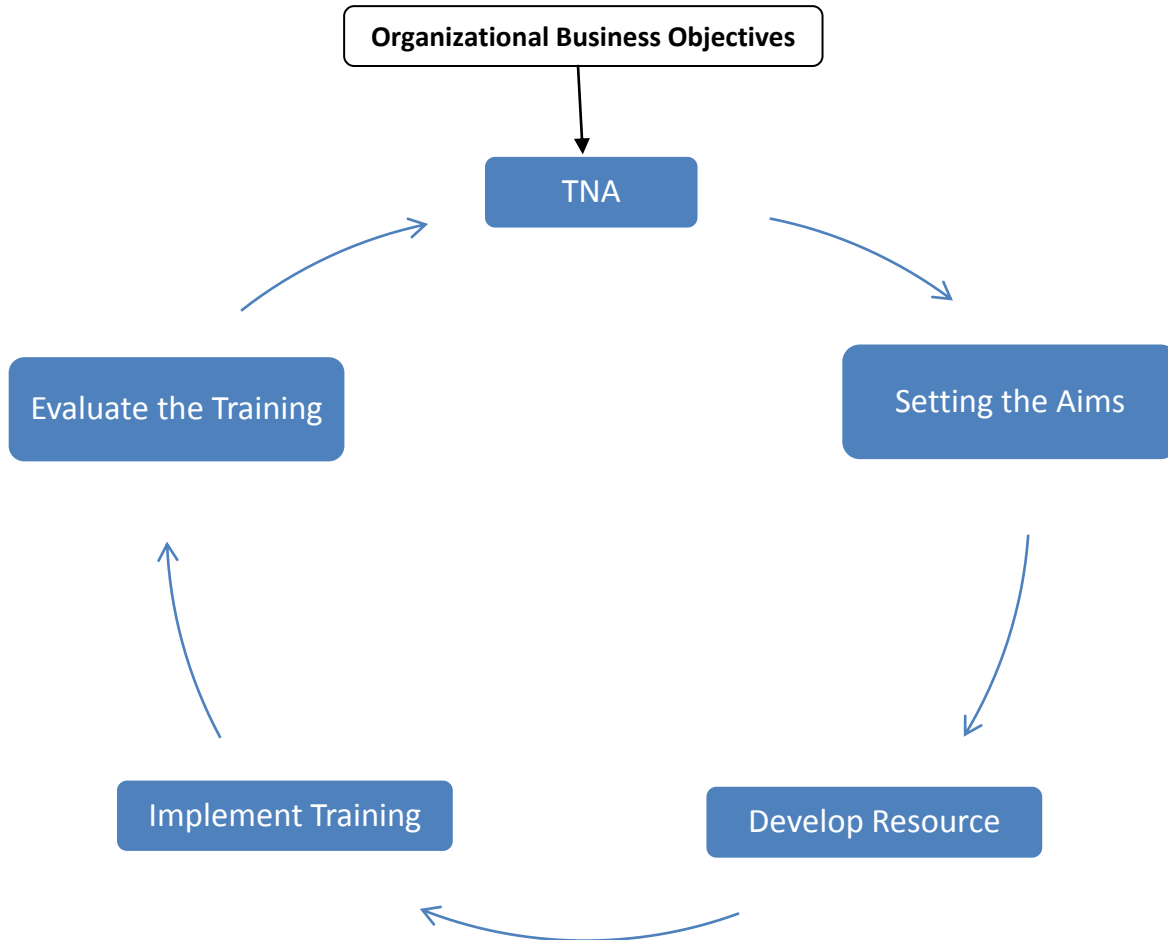 Organizational Business Objectives
TNA
Setting the Aims
Develop Resource
Implement Training
Evaluate the Training